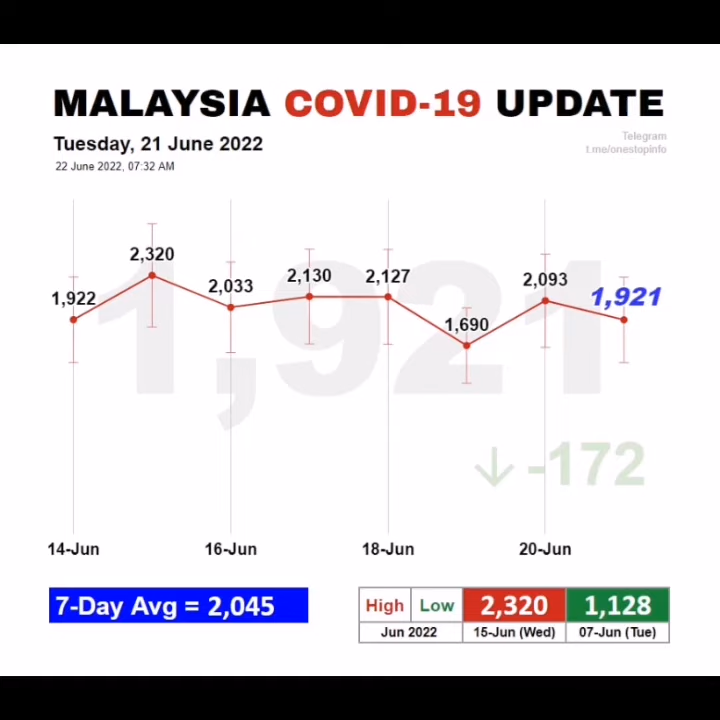 MALAYSIA COVID-19 UPDATE
Tuesday, 21 June 2022
22 June 2022, 07:32 AM
Telegram
t.me/onestopinfo
1,921
1,922
2,320
2,033
2,130
2,127
1,690
2,093
1,921
↓ -172
14-Jun 16-Jun 18-Jun 20-Jun
7-Day Avg = 2,045
High Low 2,320 1,128
Jun 2022 15-Jun (Wed) 07-Jun (Tue)